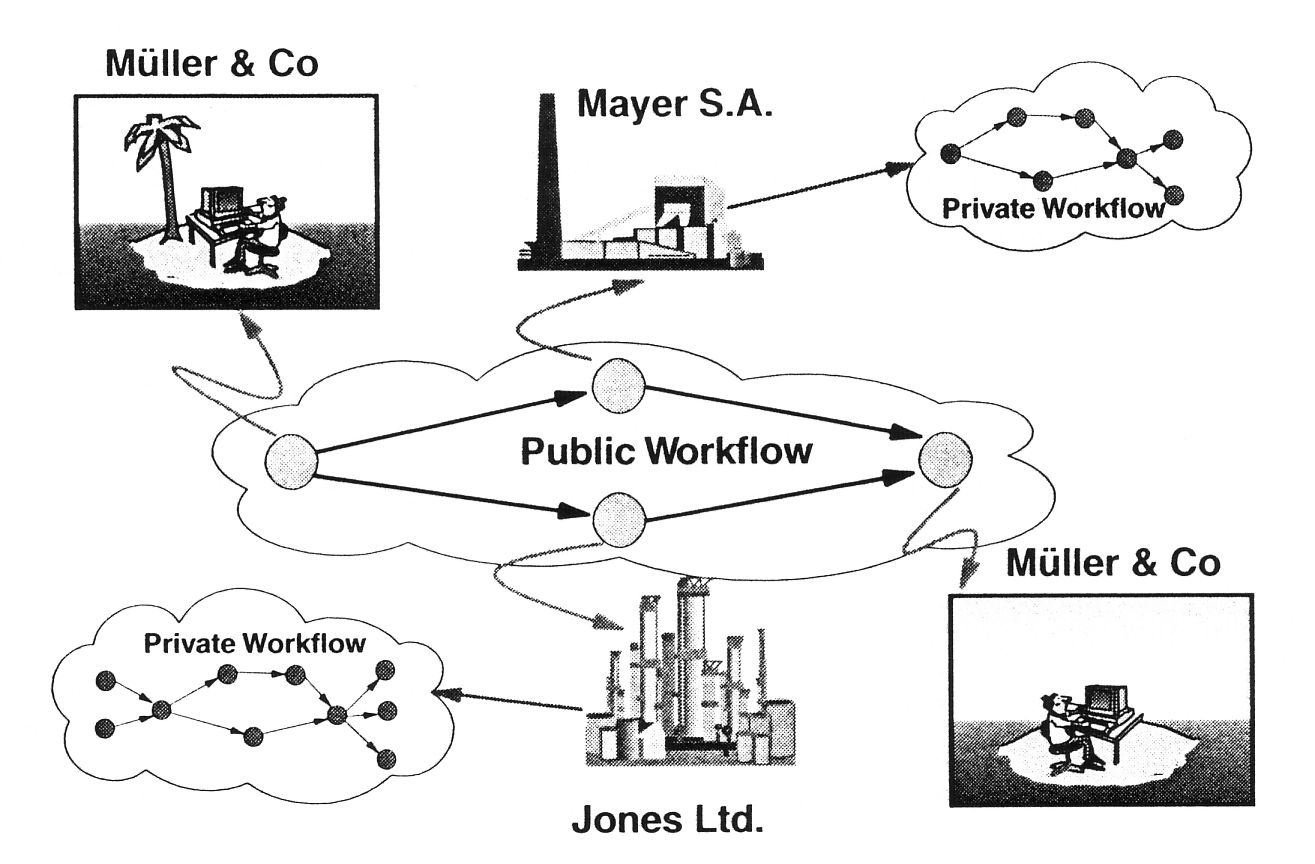 Müller & Co
Mayer S.A.
Private Workflow
Public Workflow
Müller & Co
Private Workflow
Jones Ltd.